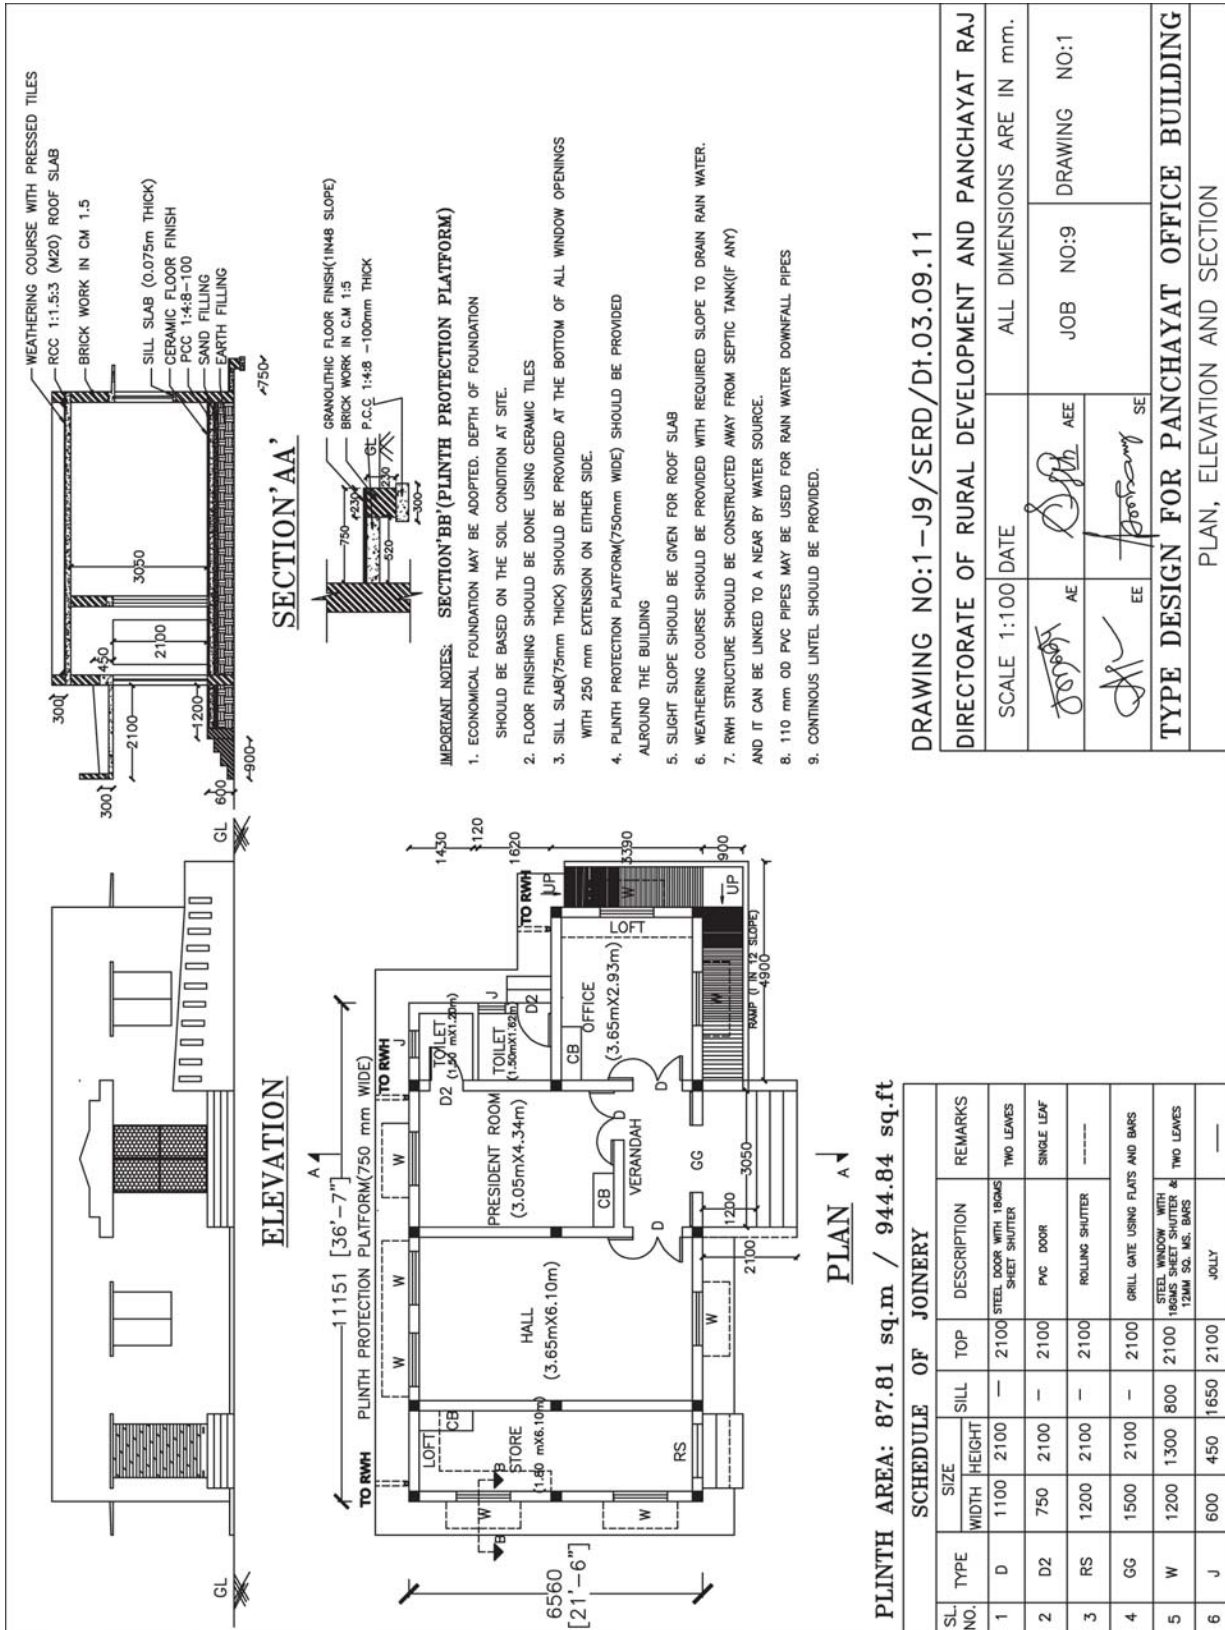 WEATHERING COURSE WITH PRESSED TILES
RCC 1:1.5:3 (M20) ROOF SLAB
BRICK WORK IN CM 1.5
SILL SLAB (0.075m THICK)
CERAMIC FLOOR FINISH
PCC 1:4:8-100
SAND FILLING
EARTH FILLING
300
300
2100
450
2100
3050
1200
600
900
750
GL
GL
ELEVATION
SECTION'AA'
GRANOLITHIC FLOOR FINISH(1IN48 SLOPE)
BRICK WORK IN C.M 1:5
P.C.C 1:4:8 -100mm THICK
GL
750
230
520
230
300
IMPORTANT NOTES: SECTION'BB'(PLINTH PROTECTION PLATFORM)
1. ECONOMICAL FOUNDATION MAY BE ADOPTED. DEPTH OF FOUNDATION
SHOULD BE BASED ON THE SOIL CONDITION AT SITE.
2. FLOOR FINISHING SHOULD BE DONE USING CERAMIC TILES
3. SILL SLAB(75mm THICK) SHOULD BE PROVIDED AT THE BOTTOM OF ALL WINDOW OPENINGS
WITH 250 mm EXTENSION ON EITHER SIDE.
4. PLINTH PROTECTION PLATFORM(750mm WIDE) SHOULD BE PROVIDED
ALROUND THE BUILDING
5. SLIGHT SLOPE SHOULD BE GIVEN FOR ROOF SLAB
6. WEATHERING COURSE SHOULD BE PROVIDED WITH REQUIRED SLOPE TO DRAIN RAIN WATER.
7. RWH STRUCTURE SHOULD BE CONSTRUCTED AWAY FROM SEPTIC TANK(IF ANY)
AND IT CAN BE LINKED TO A NEAR BY WATER SOURCE.
8. 110 mm OD PVC PIPES MAY BE USED FOR RAIN WATER DOWNFALL PIPES
9. CONTINOUS LINTEL SHOULD BE PROVIDED.
A
11151 [36'-7"]
PLINTH PROTECTION PLATFORM(750 mm WIDE)
TO RWH
TO RWH
TO RWH
6560
[21'-6"]
W
W
W
W
W
W
W
W
LOFT
CB
STORE
(1.80 mX6.10m)
B
B
RS
HALL
(3.65mX6.10m)
PRESIDENT ROOM
(3.05mX4.34m)
CB
D2
TOILET
(1.50 mX1.20m)
TOILET
(1.50mX1.62m)
J
J
D2
CB
OFFICE
(3.65mX2.93m)
LOFT
VERANDAH
D
D
D
GG
UP
UP
RAMP (I IN 12 SLOPE)
4900
3050
1200
2100
1430
120
1620
3390
900
A
PLAN
PLINTH AREA: 87.81 sq.m / 944.84 sq.ft
SCHEDULE OF JOINERY
SL. NO. TYPE SIZE WIDTH HEIGHT SILL TOP DESCRIPTION REMARKS
1 D 1100 2100 — 2100 STEEL DOOR WITH 18GMS SHEET SHUTTER TWO LEAVES
2 D2 750 2100 – 2100 PVC DOOR SINGLE LEAF
3 RS 1200 2100 – 2100 ROLLING SHUTTER -----
4 GG 1500 2100 – 2100 GRILL GATE USING FLATS AND BARS
5 W 1200 1300 800 2100 STEEL WINDOW WITH 18GMS SHEET SHUTTER & 12MM SQ. MS. BARS TWO LEAVES
6 J 600 450 1650 2100 JOLLY —
DRAWING NO:1-J9/SERD/Dt.03.09.11
DIRECTORATE OF RURAL DEVELOPMENT AND PANCHAYAT RAJ
SCALE 1:100 DATE ALL DIMENSIONS ARE IN mm.
AE AEE JOB NO:9 DRAWING NO:1
EE SE
TYPE DESIGN FOR PANCHAYAT OFFICE BUILDING
PLAN, ELEVATION AND SECTION